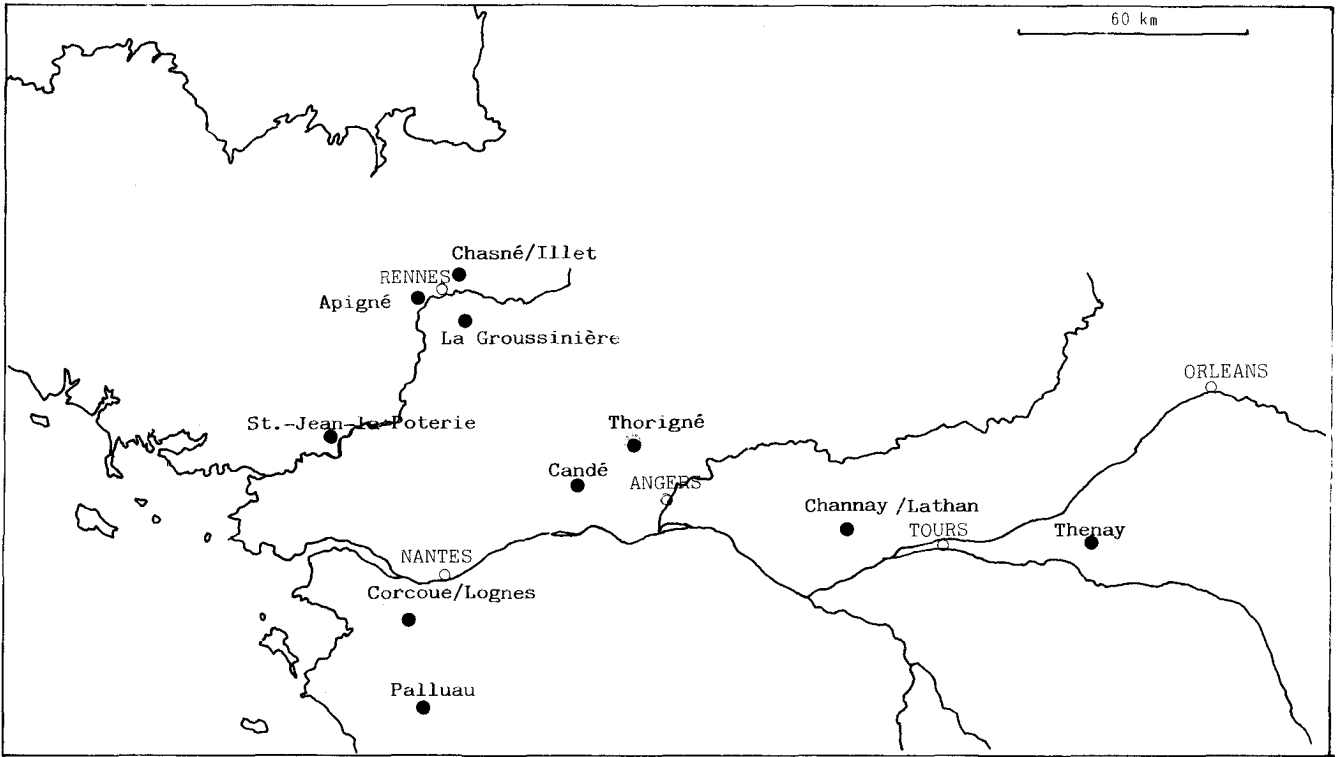 60 km
Chasné/Illet
RENNES
Apigné
La Groussinière
ORLEANS
St.-Jean-la-Poterie
Thorigné
Candé
ANGERS
Channay /Lathan
TOURS
Thenay
NANTES
Corcoue/Lognes
Palluau